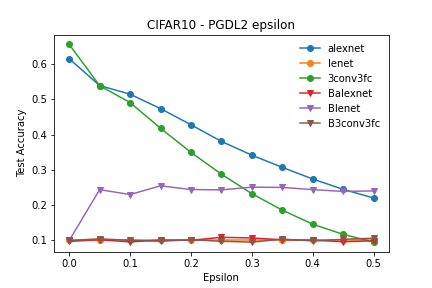 CIFAR10 - PGDL2 epsilon
Test Accuracy
0.6
0.5
0.4
0.3
0.2
0.1
0.0 0.1 0.2 0.3 0.4 0.5
Epsilon
alexnet
lenet
3conv3fc
Balexnet
Blenet
B3conv3fc